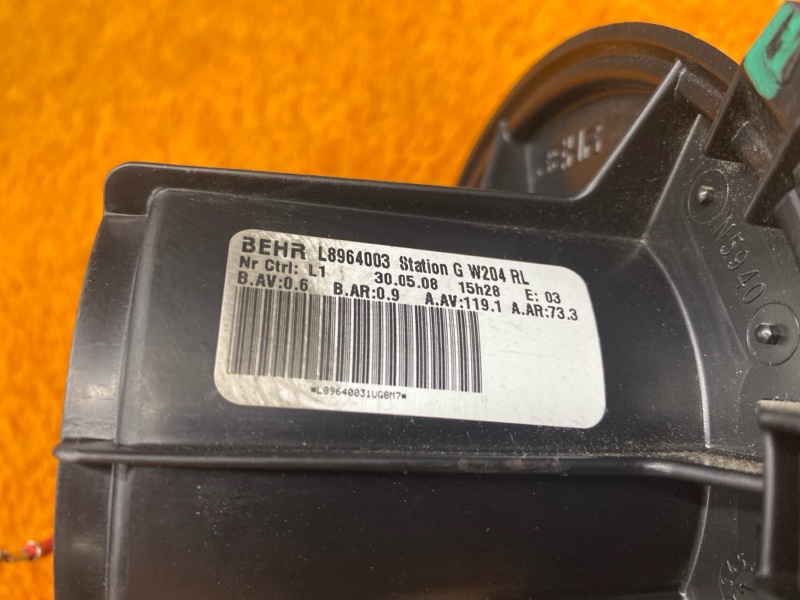 BEHR L8964003 Station G W204 RL
Nr Ctrl: L1 30.05.08 15h28 E: 03
B.AV:0.6 B.AR:0.9 A.AV:119.1 A.AR:73.3
*L89640031UG8M7*
N5940